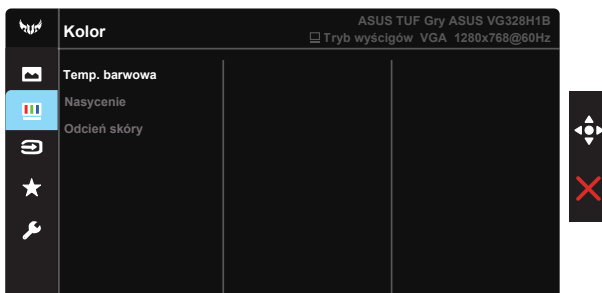 Kolor
ASUS TUF Gry ASUS VG328H1B
Tryb wyścigów VGA 1280x768@60Hz
Temp. barwowa
Nasycenie
Odcień skóry